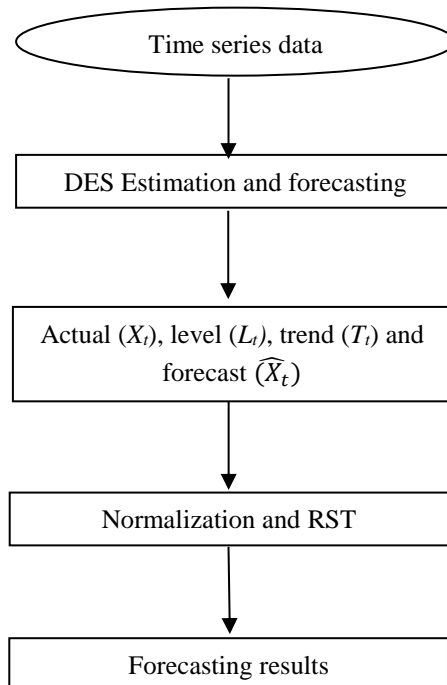 Time series data
DES Estimation and forecasting
Actual (Xₜ), level (Lₜ), trend (Tₜ) and
forecast (X̂ₜ)
Normalization and RST
Forecasting results